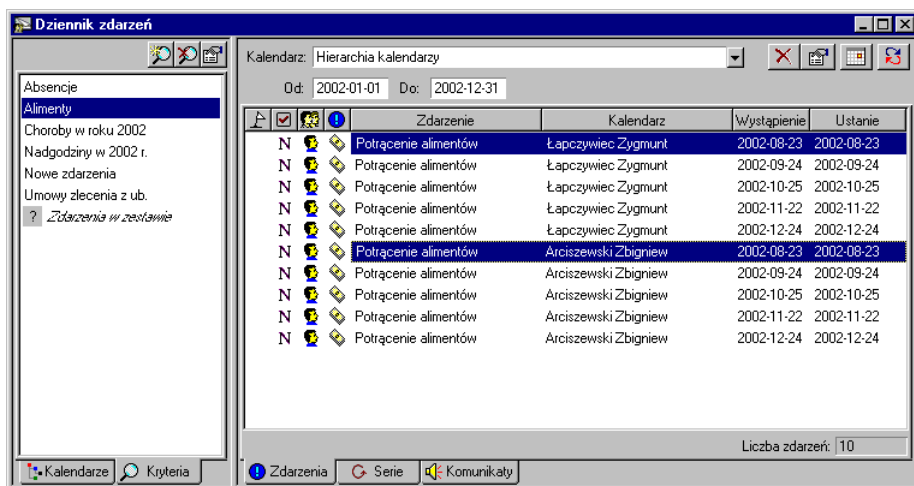 Dziennik zdarzeń
Kalendarz: Hierarchia kalendarzy
Od: 2002-01-01 Do: 2002-12-31
Absencje
Alimenty
Choroby w roku 2002
Nadgodziny w 2002 r.
Nowe zdarzenia
Umowy zlecenia z ub.
? Zdarzenia w zestawie
Zdarzenie Kalendarz Wystąpienie Ustanie
N Potrącenie alimentów Łapczywiec Zygmunt 2002-08-23 2002-08-23
N Potrącenie alimentów Łapczywiec Zygmunt 2002-09-24 2002-09-24
N Potrącenie alimentów Łapczywiec Zygmunt 2002-10-25 2002-10-25
N Potrącenie alimentów Łapczywiec Zygmunt 2002-11-22 2002-11-22
N Potrącenie alimentów Łapczywiec Zygmunt 2002-12-24 2002-12-24
N Potrącenie alimentów Arciszewski Zbigniew 2002-08-23 2002-08-23
N Potrącenie alimentów Arciszewski Zbigniew 2002-09-24 2002-09-24
N Potrącenie alimentów Arciszewski Zbigniew 2002-10-25 2002-10-25
N Potrącenie alimentów Arciszewski Zbigniew 2002-11-22 2002-11-22
N Potrącenie alimentów Arciszewski Zbigniew 2002-12-24 2002-12-24
Liczba zdarzeń: 10
Kalendarze Kryteria
Zdarzenia Serie Komunikaty